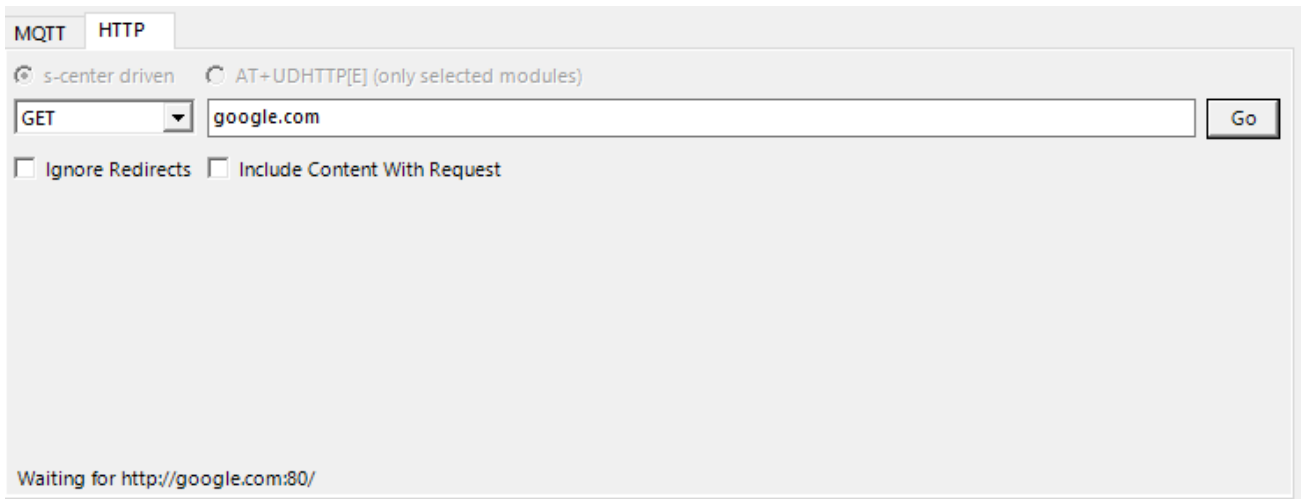 MQTT HTTP
s-center driven AT+UDHTTP[E] (only selected modules)
GET google.com Go
Ignore Redirects Include Content With Request
Waiting for http://google.com:80/